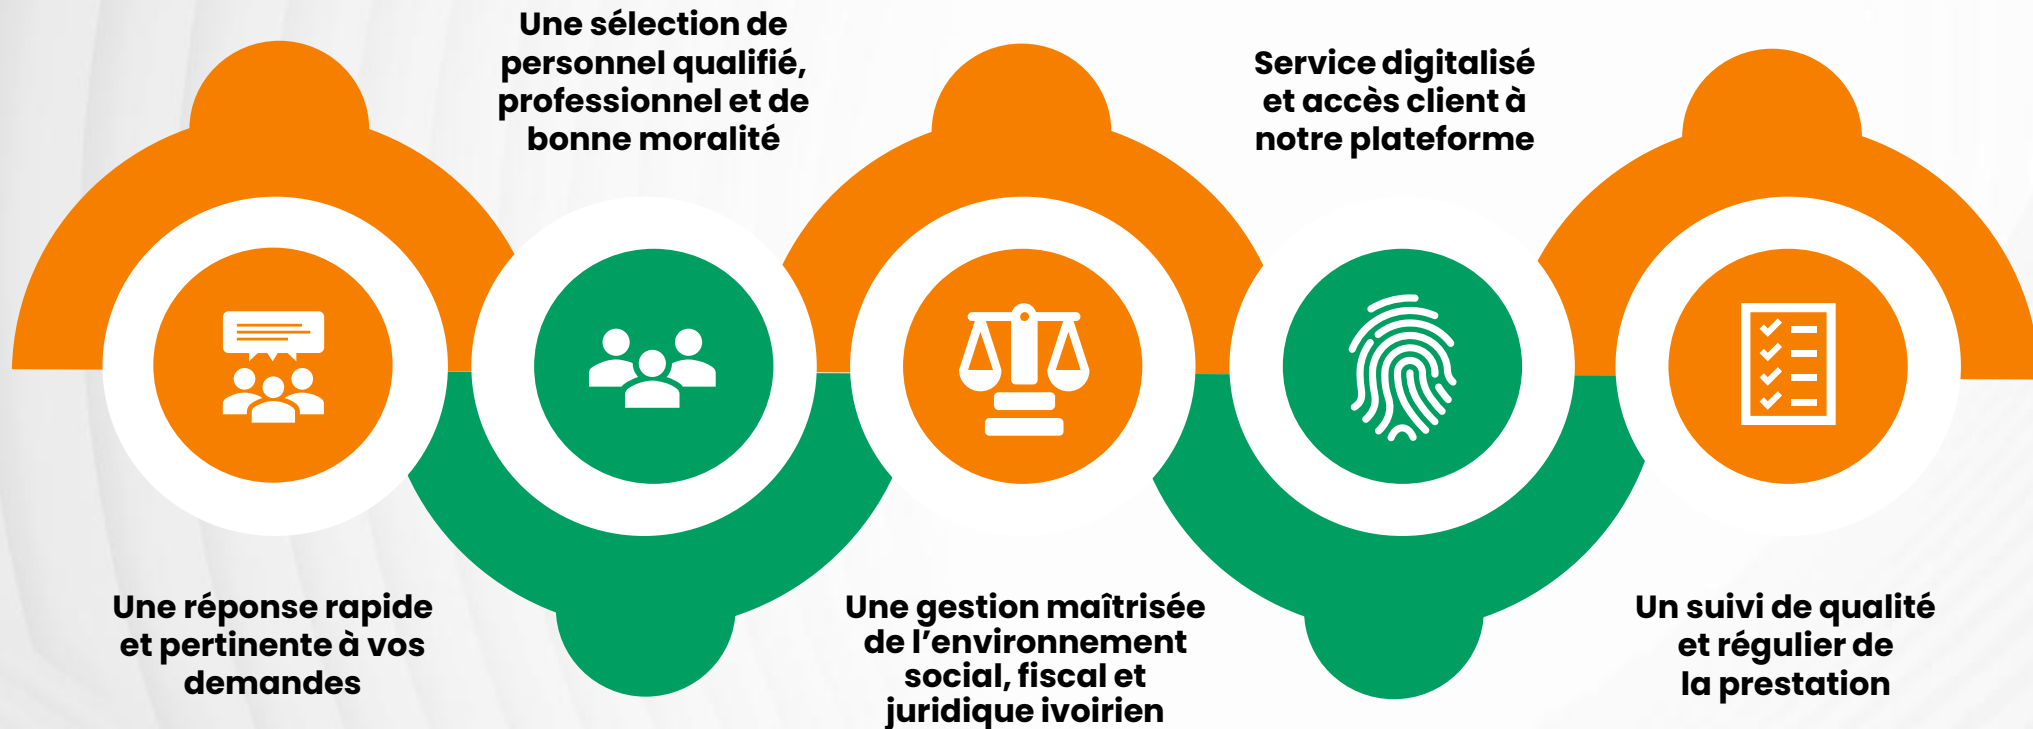 Une réponse rapide
et pertinente à vos
demandes
Une sélection de
personnel qualifié,
professionnel et de
bonne moralité
Une gestion maîtrisée
de l’environnement
social, fiscal et
juridique ivoirien
Service digitalisé
et accès client à
notre plateforme
Un suivi de qualité
et régulier de
la prestation